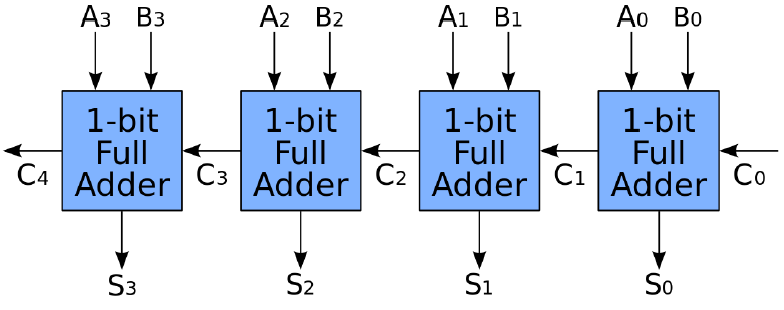 A3 B3 A2 B2 A1 B1 A0 B0
1-bit Full Adder
1-bit Full Adder
1-bit Full Adder
1-bit Full Adder
C4 C3 C2 C1 C0
S3 S2 S1 S0